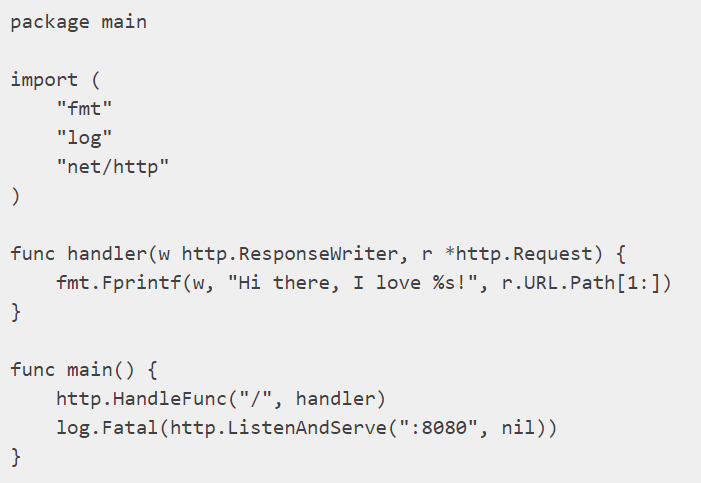 package main
import (
"fmt"
"log"
"net/http"
)
func handler(w http.ResponseWriter, r *http.Request) {
fmt.Fprintf(w, "Hi there, I love %s!", r.URL.Path[1:])
}
func main() {
http.HandleFunc("/", handler)
log.Fatal(http.ListenAndServe(":8080", nil))
}